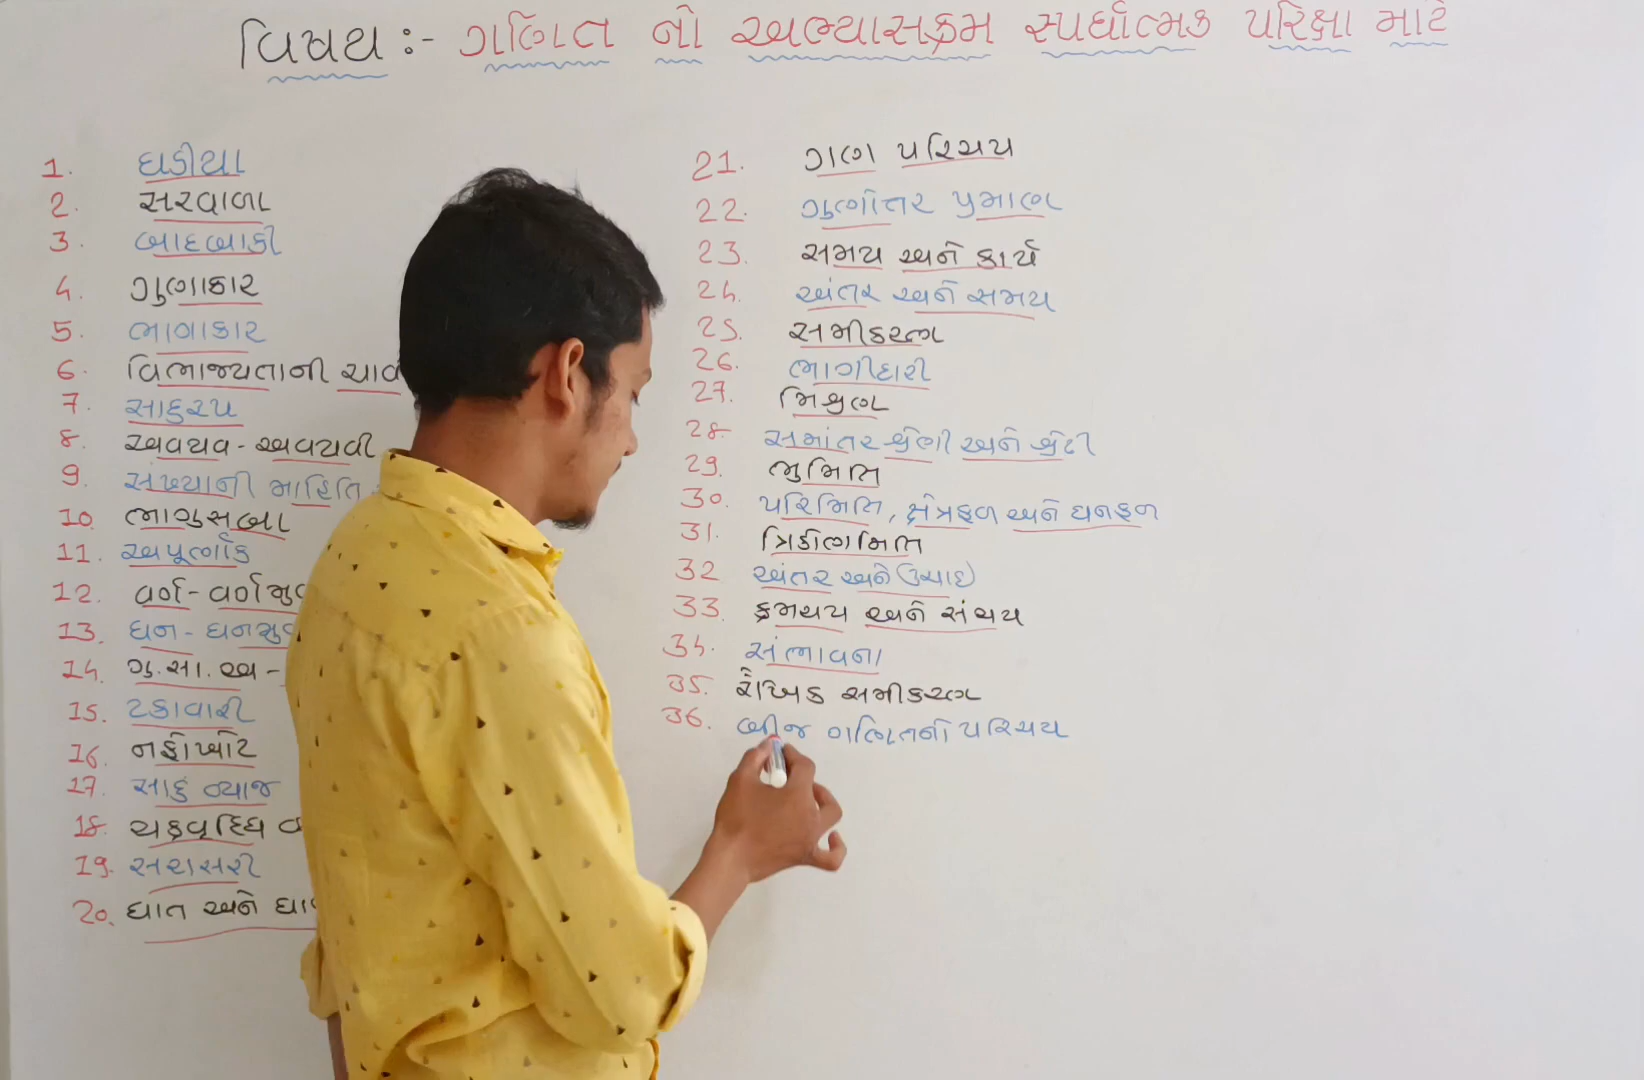 વિષય :- ગણિત નો અભ્યાસક્રમ સ્પર્ધાત્મક પરિક્ષા માટે
1. ઘડીયા
2. સરવાળા
3. બાદબાકી
4. ગુણાકાર
5. ભાગાકાર
6. વિભાજ્યતાની
7. સાદુરૂપ
8. અવયવ - અવયવી
9. સંખ્યાની માહિતિ
10. ભાગુસબા
11. અપૂર્ણાંક
12. વર્ગ -
13. ઘન -
14. ગુ.સા.અ -
15. ટકાવારી
16. નફોખોટ
17. સાદું વ્યાજ
18. ચક્રવૃધ્ધિ
19. સરાસરી
20. ઘાત અને
21. ગણ પરિચય
22. ગુણોતર પ્રમાણ
23. સમય અને કાર્ય
24. અંતર અને સમય
25. સમીકરણ
26. ભાગીદારી
27. મિશ્રણ
28. સમાંતર શ્રેણી અને શ્રેઢી
29. ભુમિતિ
30. પરિમિતિ, ક્ષેત્રફળ અને ઘનફળ
31. ત્રિકોણમિતિ
32 અંતર અને ઉંચાઇ
33. ક્રમચય અને સંચય
34. સંભાવના
35. રૈખિક સમીકરણ
36. બીજ ગણિતનો પરિચય